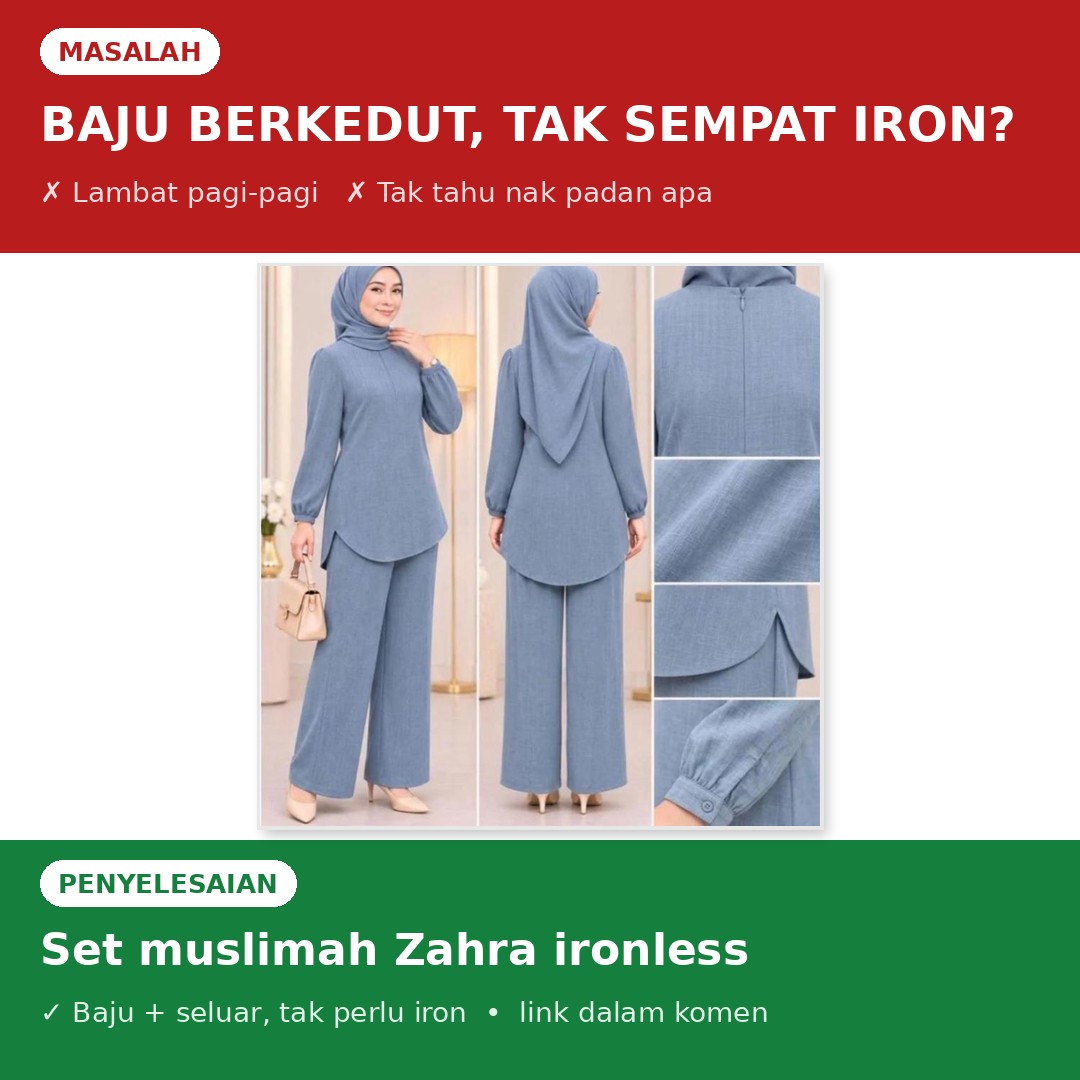 MASALAH
BAJU BERKEDUT, TAK SEMPAT IRON?
✗ Lambat pagi-pagi ✗ Tak tahu nak padan apa
PENYELESAIAN
Set muslimah Zahra ironless
✓ Baju + seluar, tak perlu iron • link dalam komen